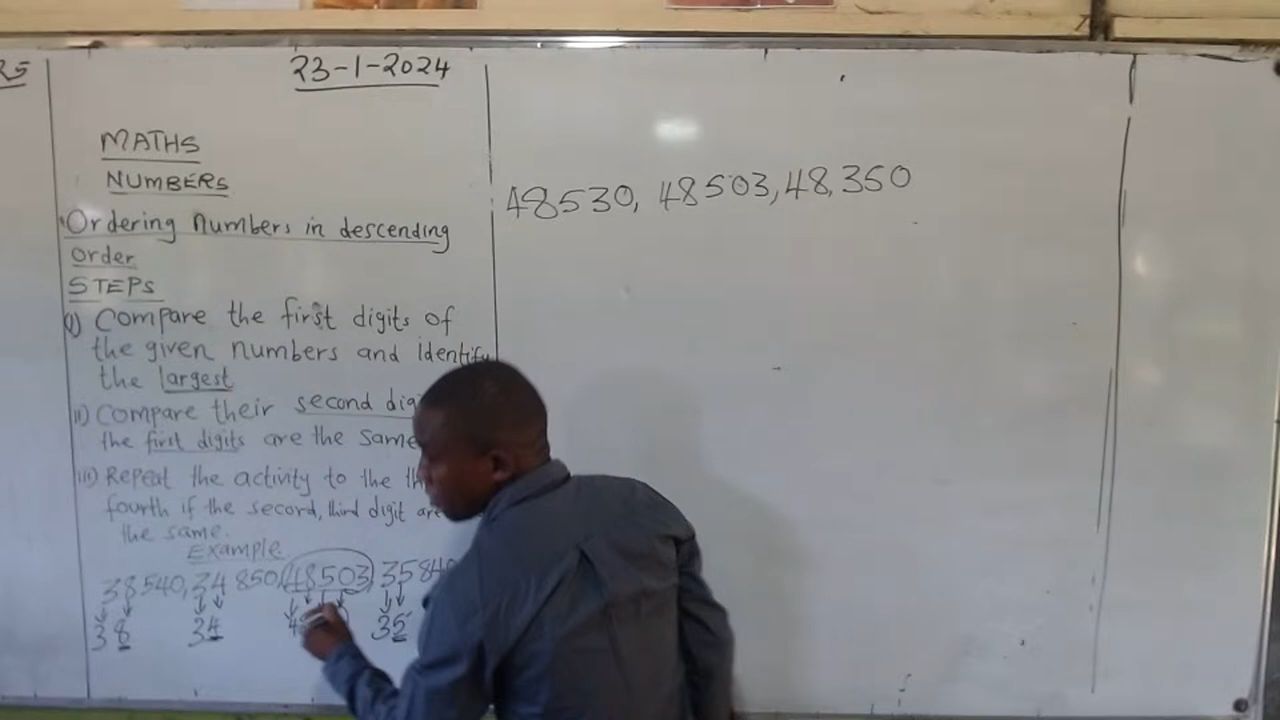 25
23-1-2024
MATHS
NUMBERS
Ordering numbers in descending
order
STEPS
i) Compare the first digits of
the given numbers and identify
the largest
ii) Compare their second
the first digits are the same
iii) Repeat the activity to the
fourth if the second, third digit are
the same.
Example
38540, 34850, 48503, 35840
38 34 4 35
48530, 48503, 48,350